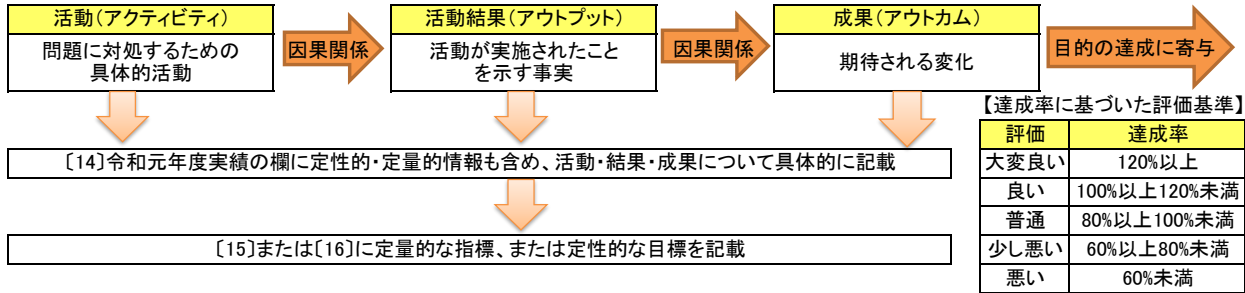 活動(アクティビティ)
問題に対処するための
具体的活動
因果関係
活動結果(アウトプット)
活動が実施されたこと
を示す事実
因果関係
成果(アウトカム)
期待される変化
目的の達成に寄与
〔14〕令和元年度実績の欄に定性的・定量的情報も含め、活動・結果・成果について具体的に記載
〔15〕または〔16〕に定量的な指標、または定性的な目標を記載
【達成率に基づいた評価基準】
評価 達成率
大変良い 120%以上
良い 100%以上120%未満
普通 80%以上100%未満
少し悪い 60%以上80%未満
悪い 60%未満